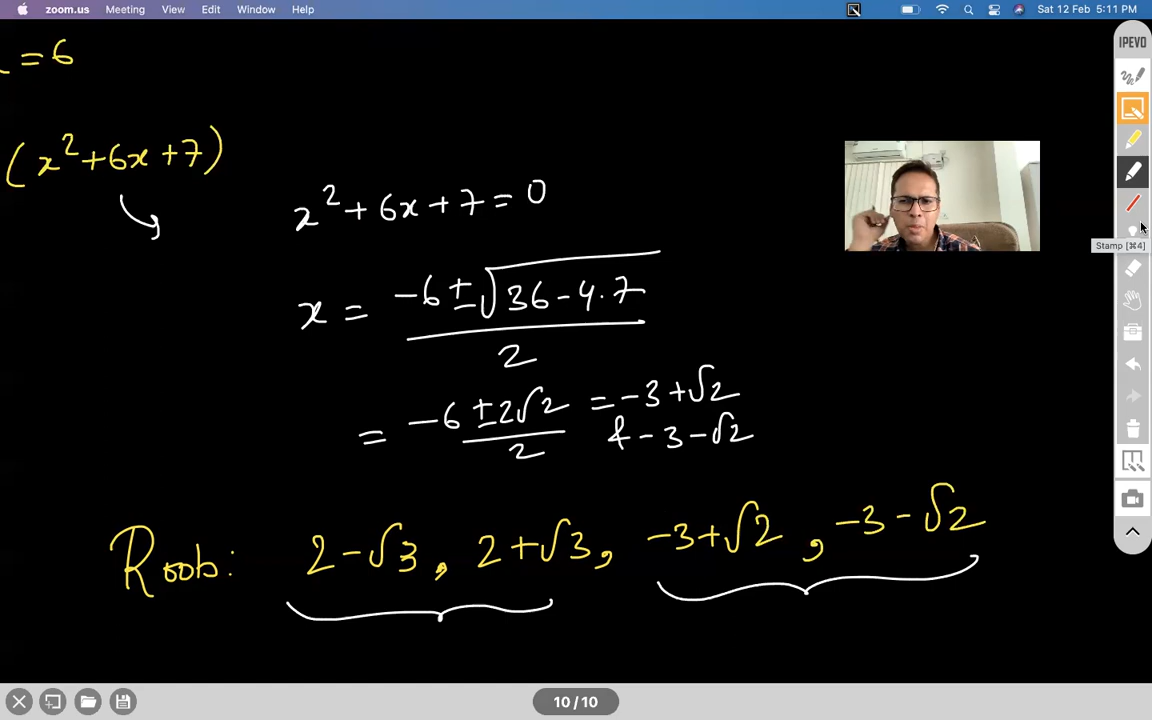 zoom.us Meeting View Edit Window Help Sat 12 Feb 5:11 PM
IPEVO
= 6
(x²+6x+7)
x²+6x+7=0
x = (-6±√(36-4·7))/2
= (-6±2√2)/2 = -3+√2
& -3-√2
Stamp [⌘4]
Roots: 2-√3, 2+√3, -3+√2, -3-√2
10/10